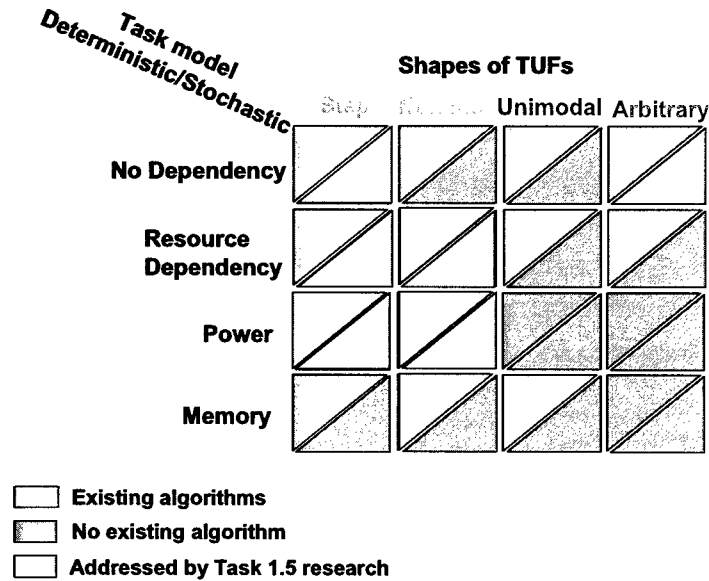 Task model
Deterministic/Stochastic
Shapes of TUFs
Step
Unimodal
Arbitrary
No Dependency
Resource
Dependency
Power
Memory
Existing algorithms
No existing algorithm
Addressed by Task 1.5 research